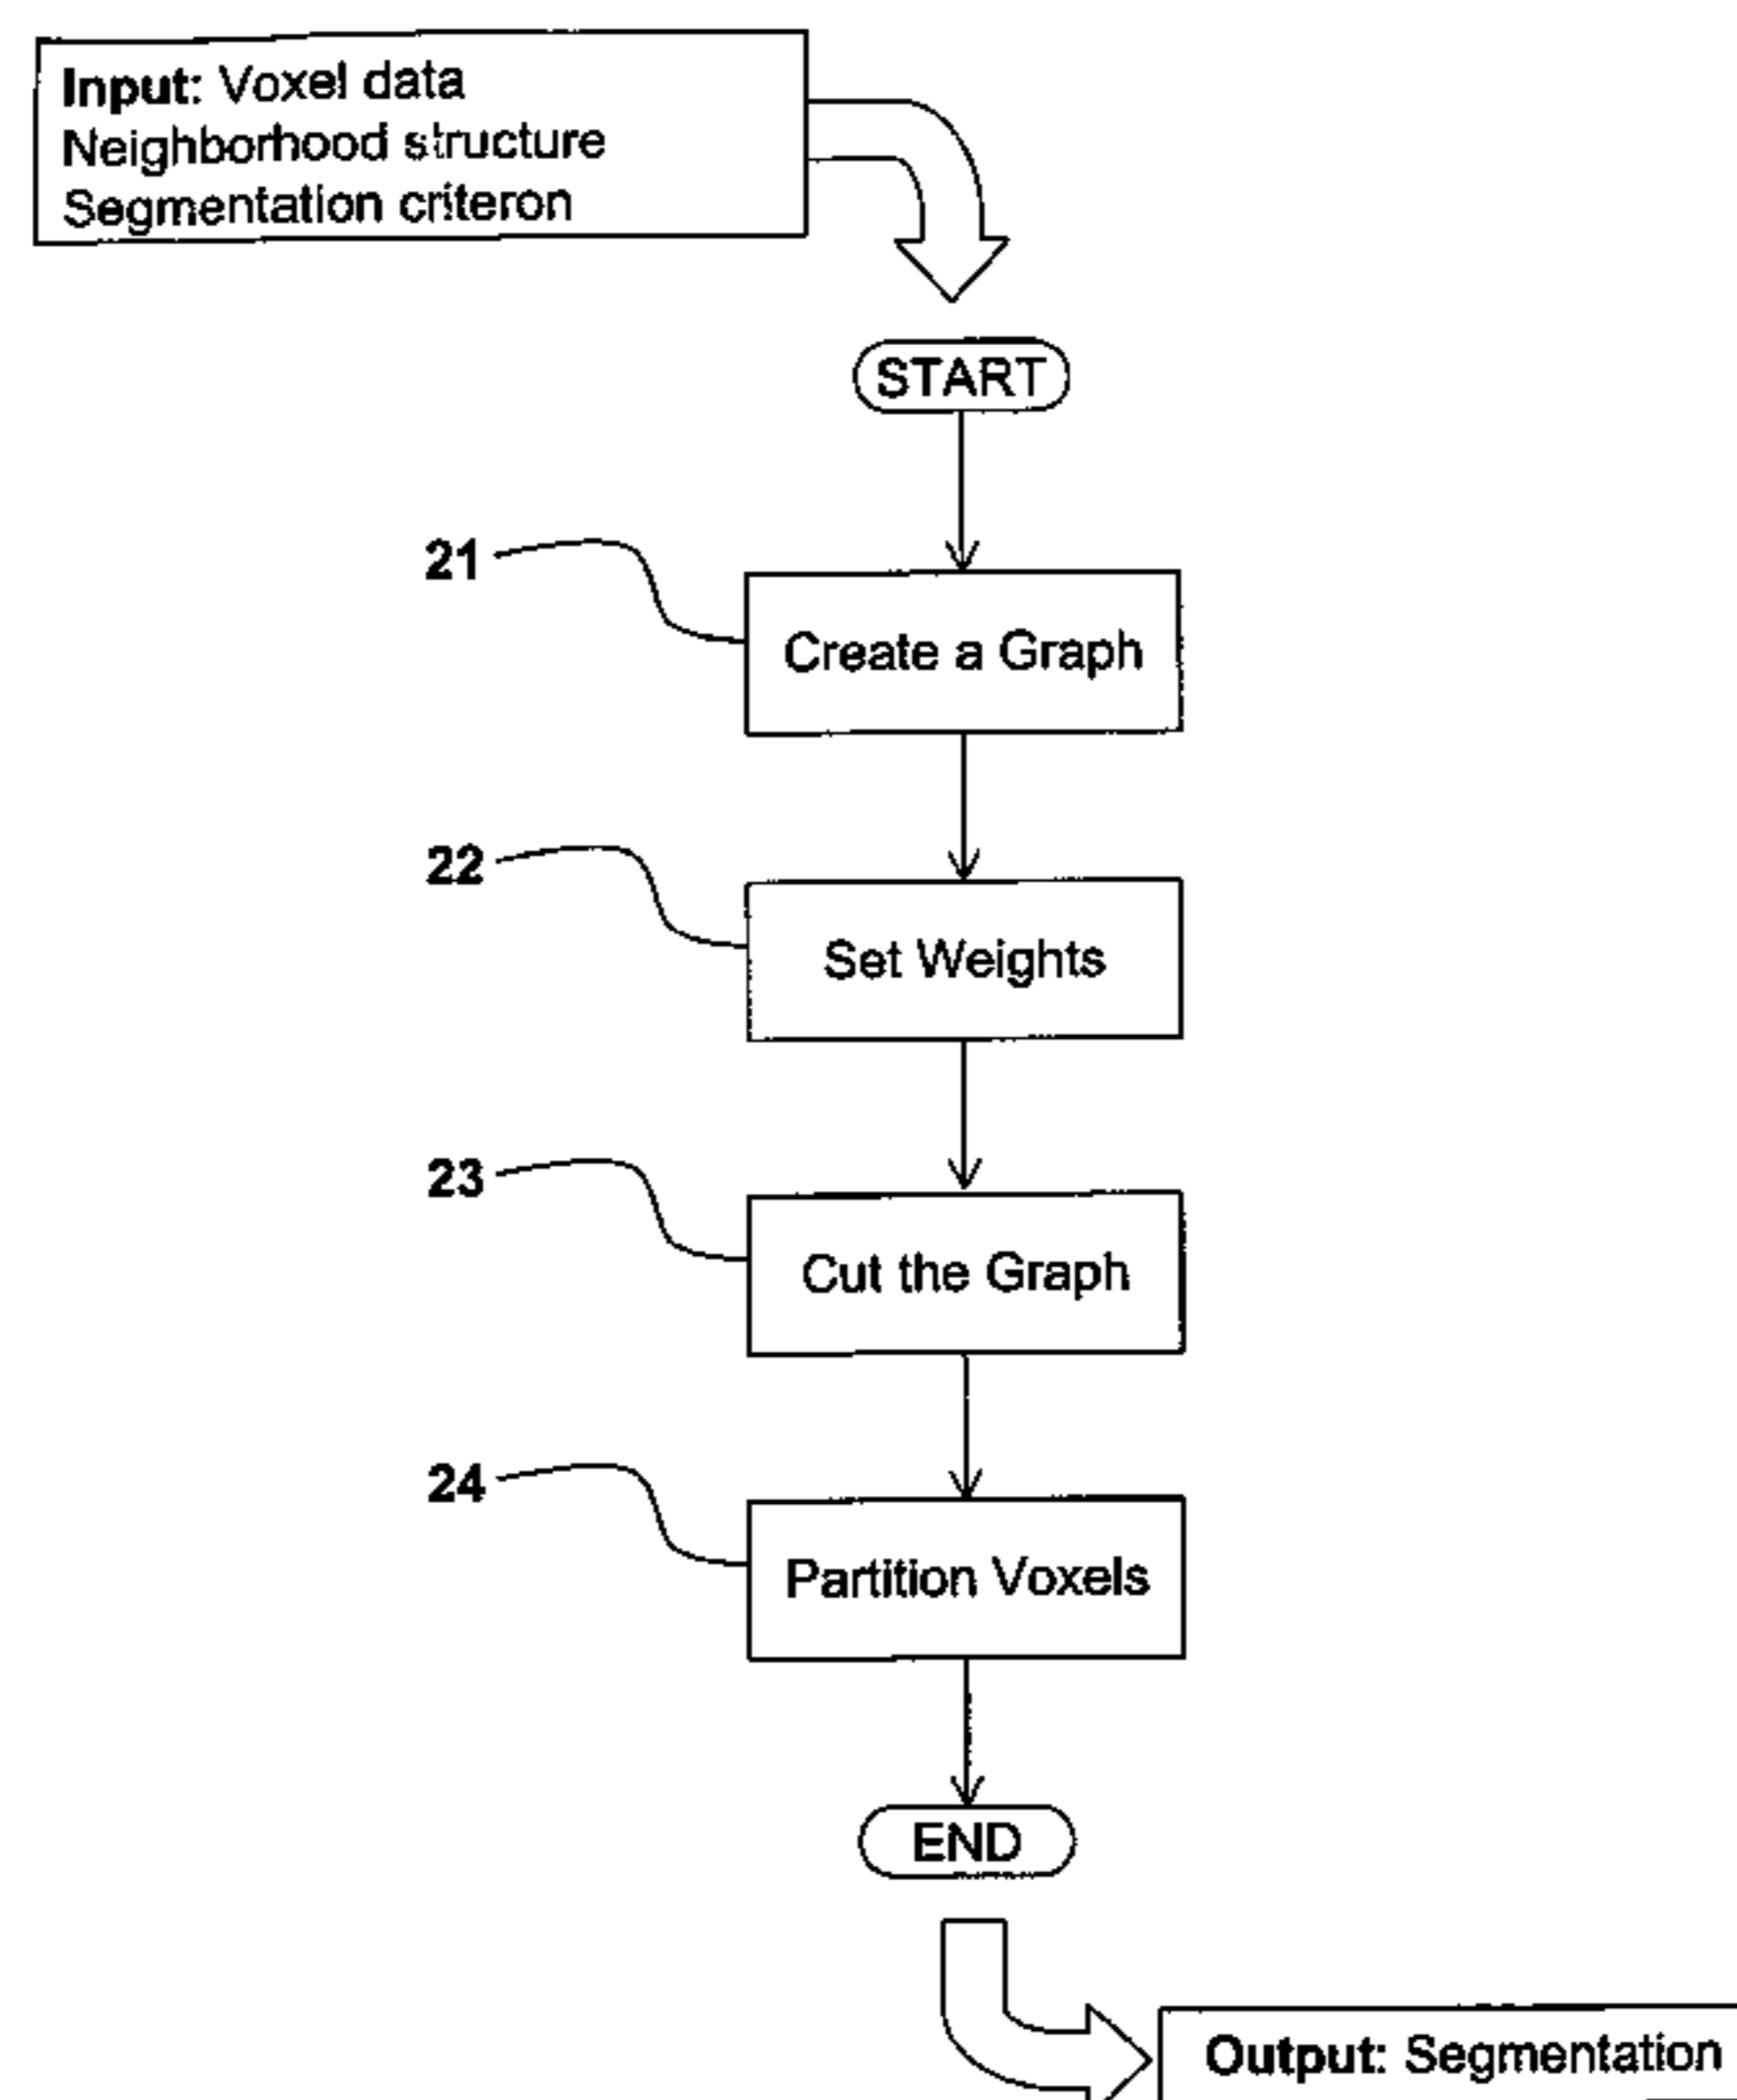 Input: Voxel data
Neighborhood structure
Segmentation criteron
START
21
Create a Graph
22
Set Weights
23
Cut the Graph
24
Partition Voxels
END
Output: Segmentation